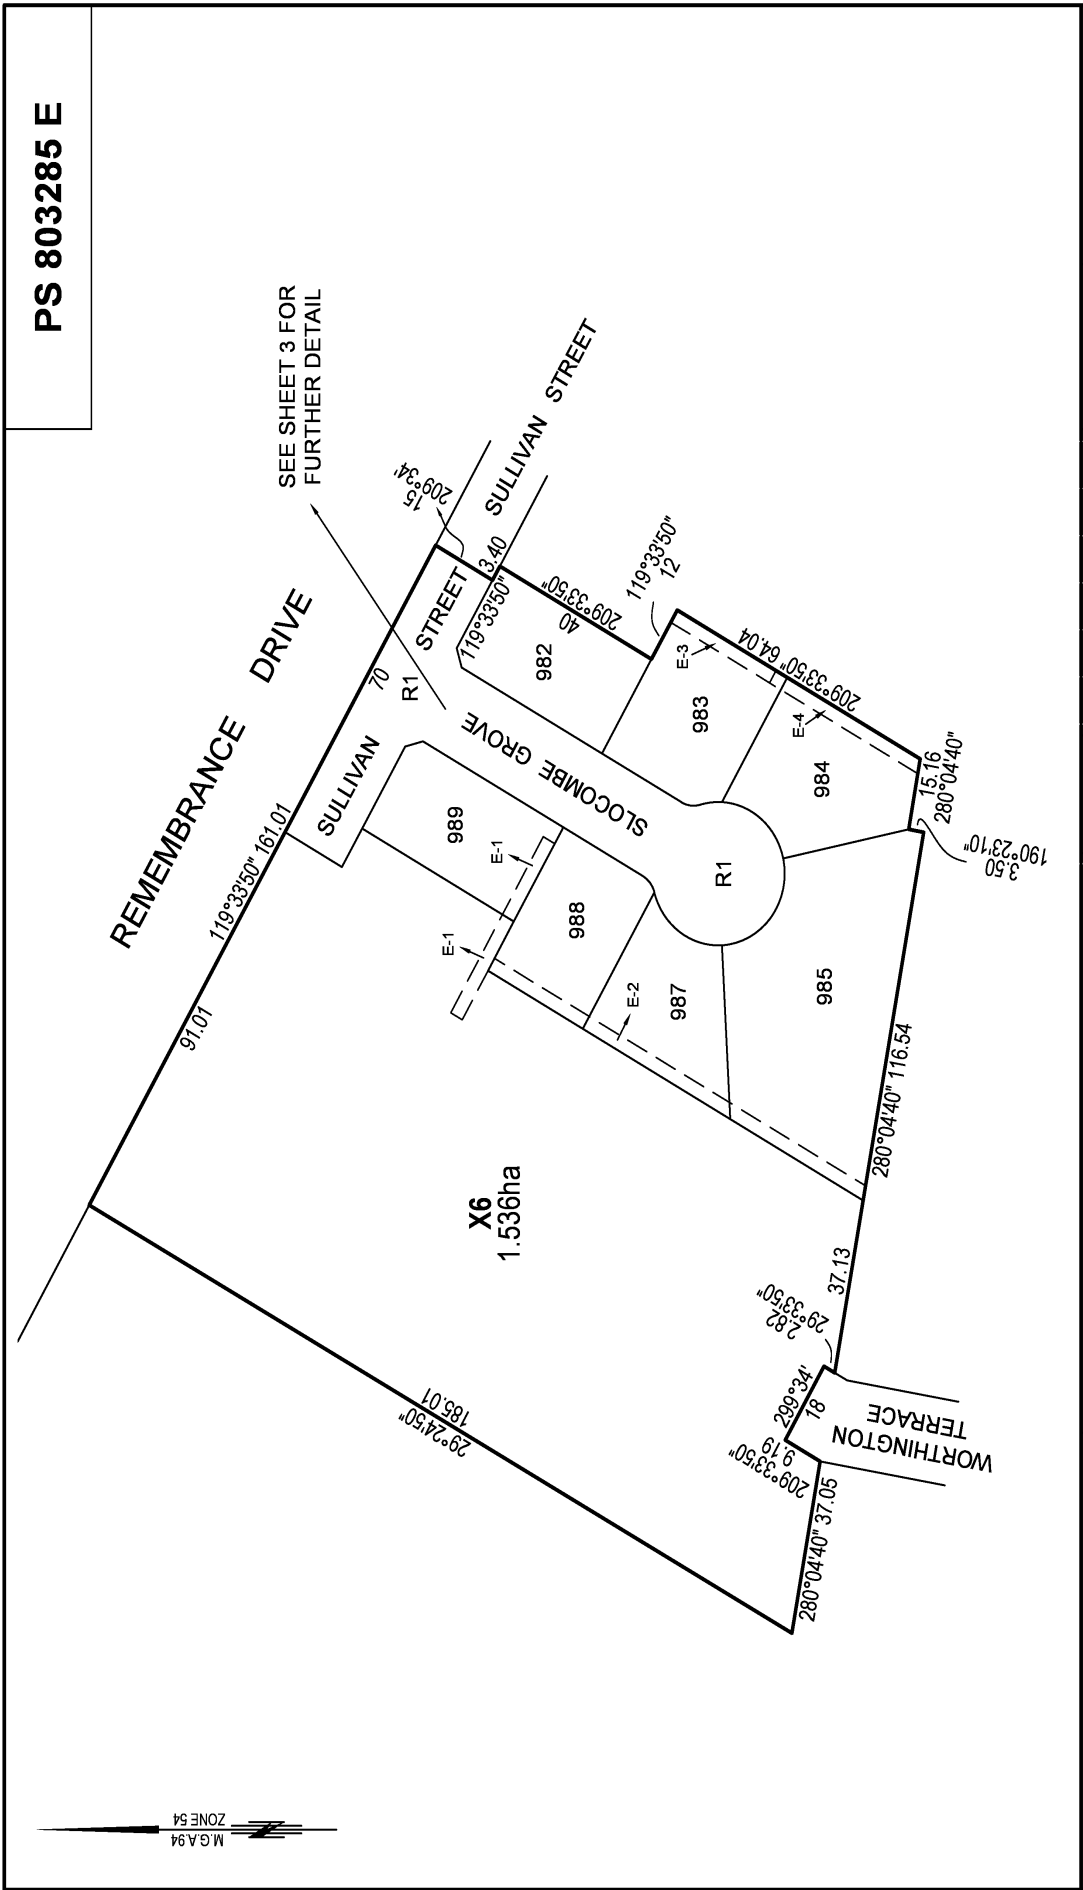 PS 803285 E
SEE SHEET 3 FOR
FURTHER DETAIL
REMEMBRANCE DRIVE
SULLIVAN STREET
15
209°34'
3.40
119°33'50"
SULLIVAN STREET
R1
70
119°33'50" 161.01
91.01
SLOCOMBE GROVE
R1
982
40
209°33'50"
119°33'50"
12
983
E-3
209°33'50" 64.04
984
E-4
15.16
280°04'40"
3.50
190°23'10"
985
280°04'40" 116.54
987
E-2
988
989
E-1
E-1
X6
1.536ha
37.13
2.82
29°33'50"
299°34'
18
WORTHINGTON
TERRACE
9.19
209°33'50"
280°04'40" 37.05
185.01
29°24'50"
M.G.A.94
ZONE 54